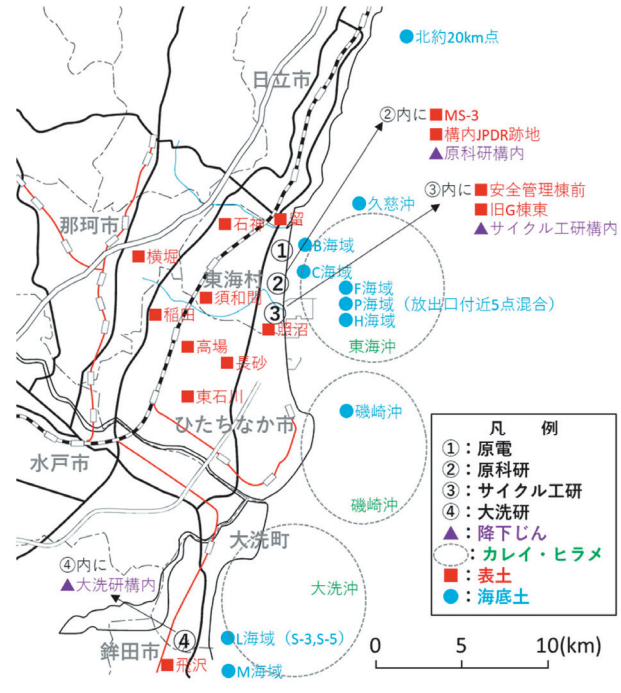 北約20km点
日立市
②内に
MS-3
構内JPDR跡地
原科研構内
③内に
安全管理棟前
旧G棟東
サイクル工研構内
久慈沖
那珂市
石神
留
横堀
①
B海域
東海村
②
C海域
F海域
P海域（放出口付近5点混合）
H海域
須和間
稲田
③
照沼
東海沖
高場
長砂
東石川
ひたちなか市
磯崎沖
水戸市
磯崎沖
凡 例
①：原電
②：原科研
③：サイクル工研
④：大洗研
：降下じん
：カレイ・ヒラメ
：表土
：海底土
大洗町
④内に
大洗研構内
大洗沖
④
L海域（S-3,S-5）
鉾田市
飛沢
M海域
0 5 10(km)